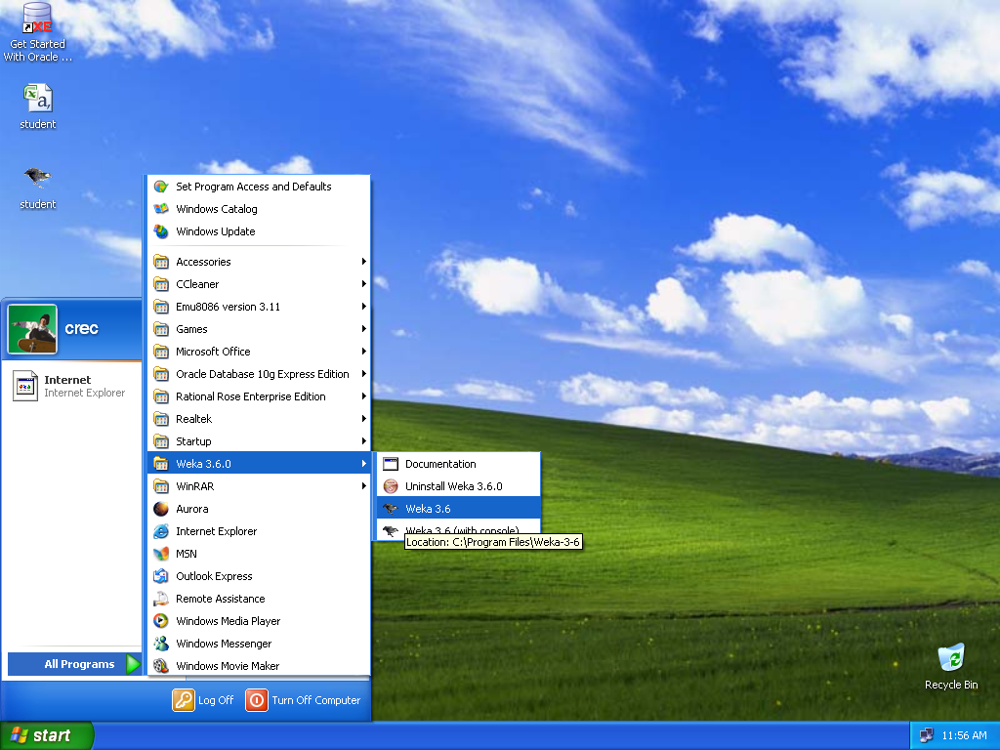 XE
Get Started
With Oracle ...
student
student
Set Program Access and Defaults
Windows Catalog
Windows Update
Accessories
CCleaner
Emu8086 version 3.11
Games
Microsoft Office
Oracle Database 10g Express Edition
Rational Rose Enterprise Edition
Realtek
Startup
Weka 3.6.0
WinRAR
Aurora
Internet Explorer
MSN
Outlook Express
Remote Assistance
Windows Media Player
Windows Messenger
Windows Movie Maker
crec
Internet
Internet Explorer
Documentation
Uninstall Weka 3.6.0
Weka 3.6
Weka 3.6 (with console)
Location: C:\Program Files\Weka-3-6
All Programs
Log Off
Turn Off Computer
Recycle Bin
start
11:56 AM